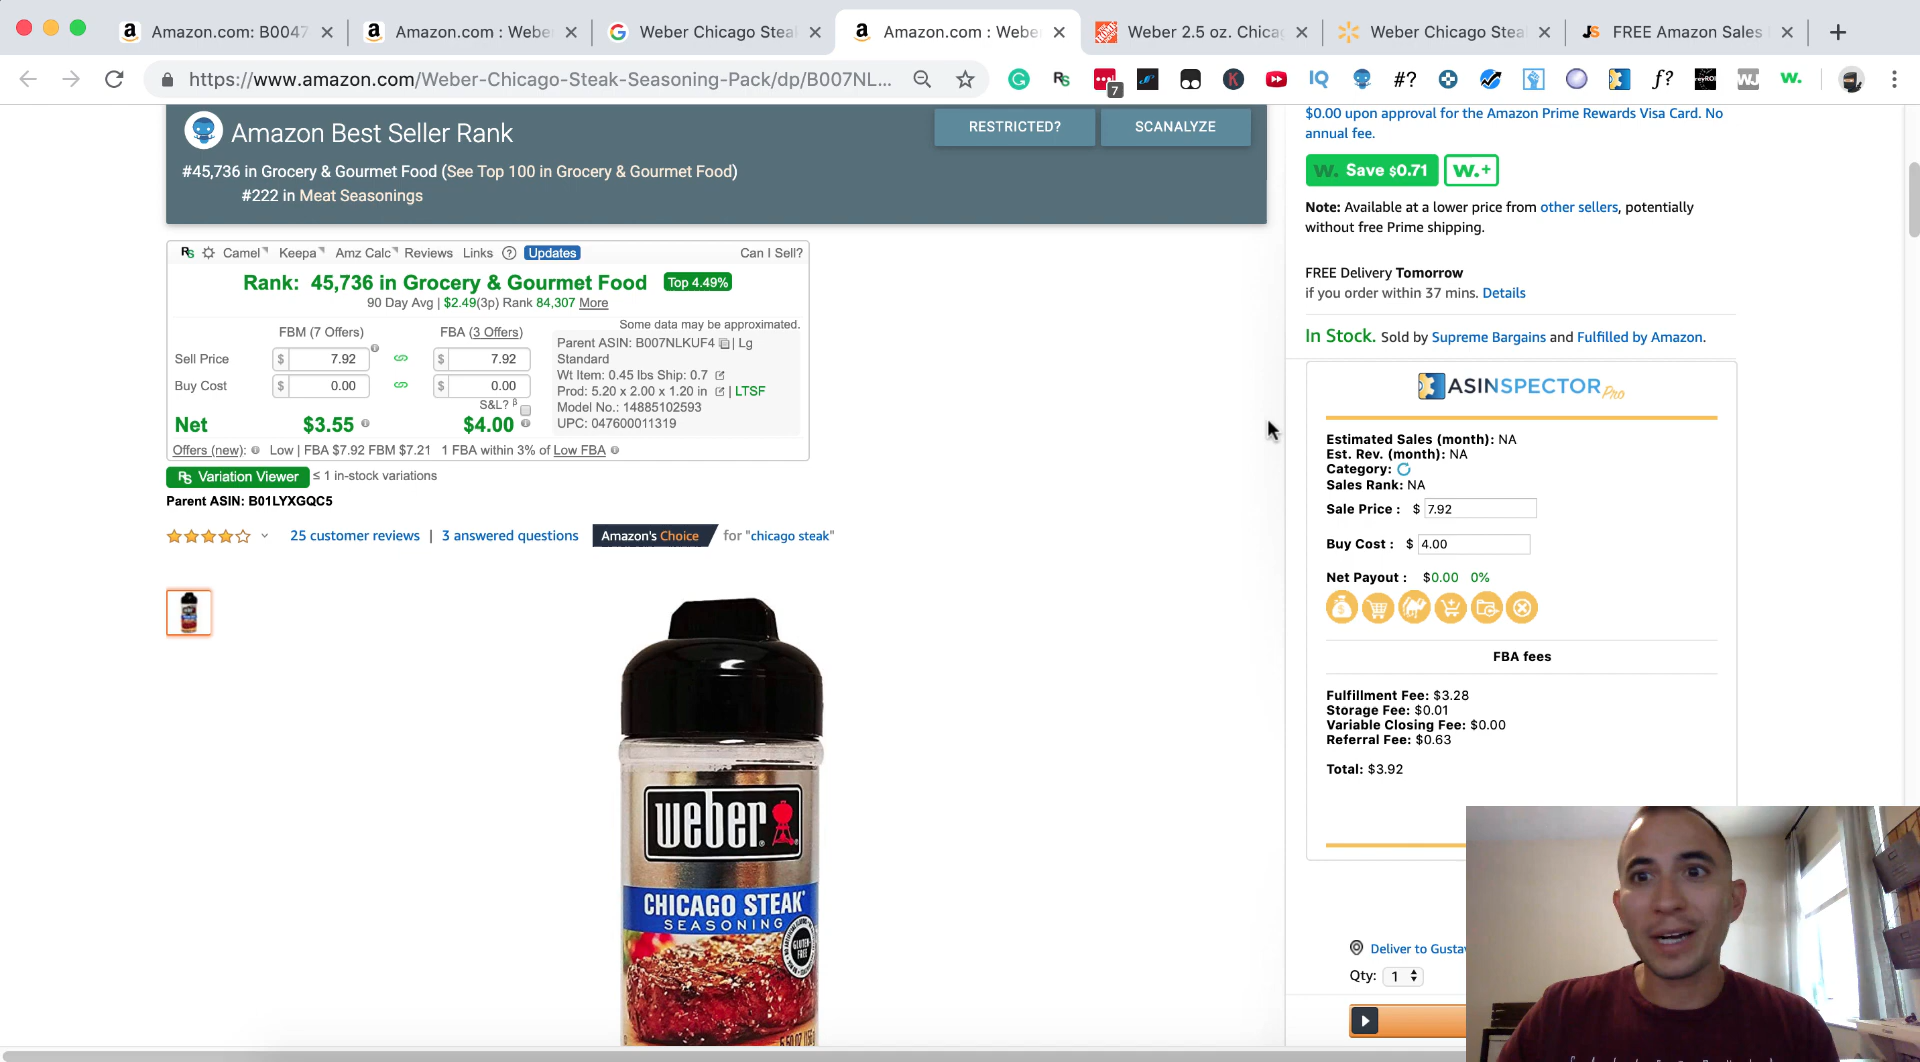 Amazon.com: B0047
Amazon.com : Webe
Weber Chicago Stea
Amazon.com : Webe
Weber 2.5 oz. Chica
Weber Chicago Stea
FREE Amazon Sales
https://www.amazon.com/Weber-Chicago-Steak-Seasoning-Pack/dp/B007NL...
7
IQ
#?
f?
WJ
w.
Amazon Best Seller Rank
RESTRICTED?
SCANALYZE
#45,736 in Grocery & Gourmet Food (See Top 100 in Grocery & Gourmet Food)
#222 in Meat Seasonings
RS
Camel
Keepa
Amz Calc
Reviews
Links
?
Updates
Can I Sell?
Rank: 45,736 in Grocery & Gourmet Food
Top 4.49%
90 Day Avg | $2.49(3p) Rank 84,307 More
Some data may be approximated.
FBM (7 Offers)
FBA (3 Offers)
Sell Price
$ 7.92
$ 7.92
Buy Cost
$ 0.00
$ 0.00
S&L? β
Net
$3.55
$4.00
Parent ASIN: B007NLKUF4 | Lg
Standard
Wt Item: 0.45 lbs Ship: 0.7
Prod: 5.20 x 2.00 x 1.20 in | LTSF
Model No.: 14885102593
UPC: 047600011319
Offers (new): Low | FBA $7.92 FBM $7.21 1 FBA within 3% of Low FBA
RS Variation Viewer
≤ 1 in-stock variations
Parent ASIN: B01LYXGQC5
25 customer reviews | 3 answered questions
Amazon's Choice
for "chicago steak"
weber
CHICAGO STEAK
SEASONING
GLUTEN
FREE
$0.00 upon approval for the Amazon Prime Rewards Visa Card. No
annual fee.
w. Save $0.71
w.+
Note: Available at a lower price from other sellers, potentially
without free Prime shipping.
FREE Delivery Tomorrow
if you order within 37 mins. Details
In Stock. Sold by Supreme Bargains and Fulfilled by Amazon.
ASINSPECTOR Pro
Estimated Sales (month): NA
Est. Rev. (month): NA
Category:
Sales Rank: NA
Sale Price : $ 7.92
Buy Cost : $ 4.00
Net Payout : $0.00 0%
FBA fees
Fulfillment Fee: $3.28
Storage Fee: $0.01
Variable Closing Fee: $0.00
Referral Fee: $0.63
Total: $3.92
Deliver to Gustav
Qty: 1